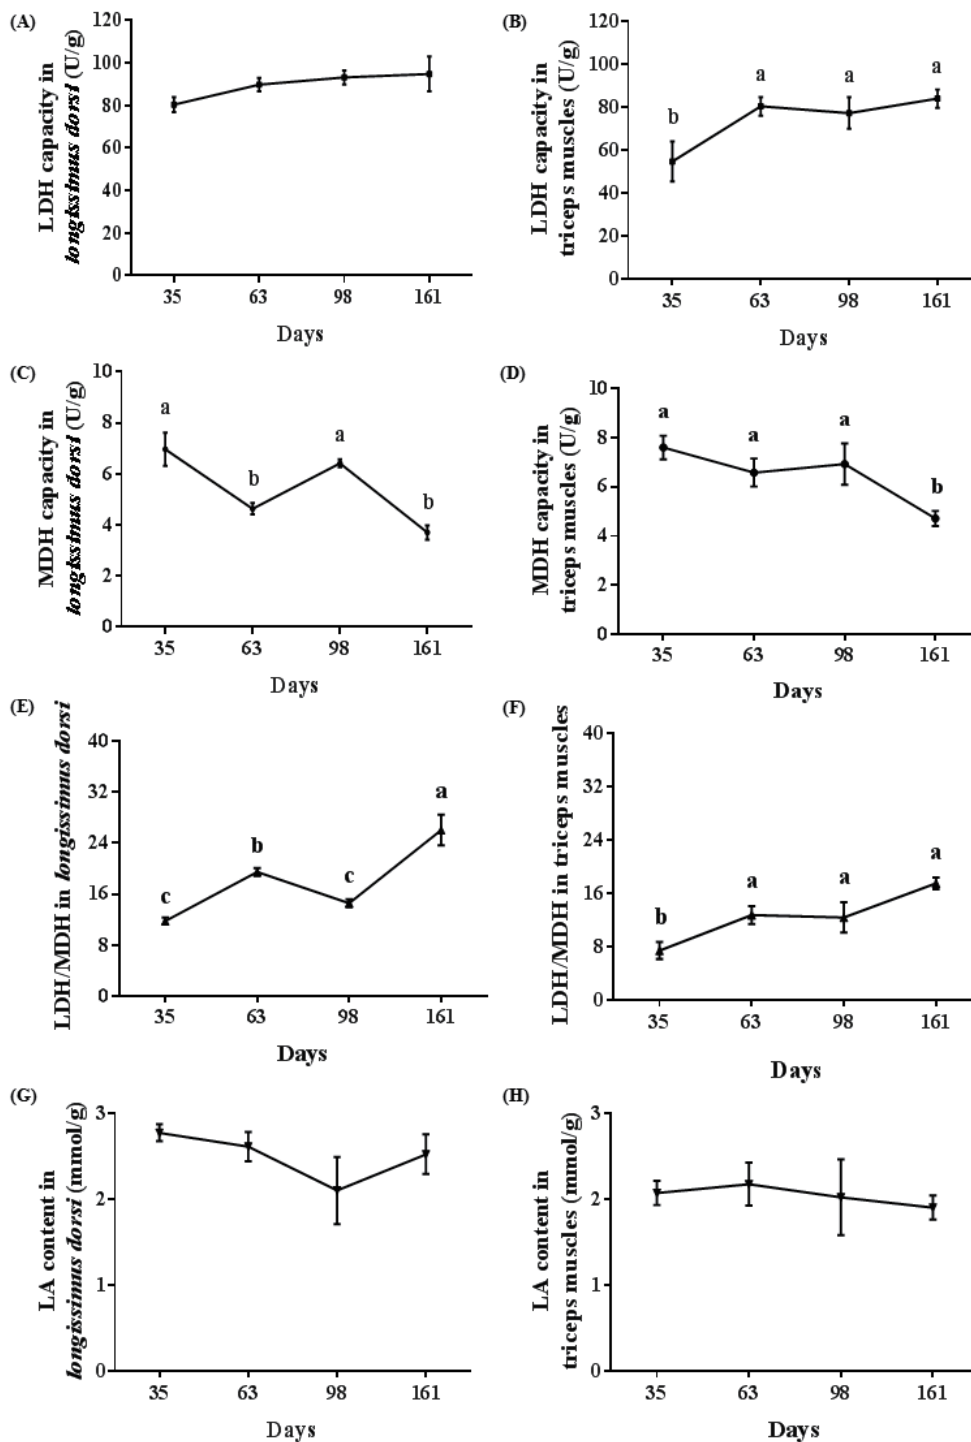 (A)
LDH capacity in
longissimus dorsi (U/g)
120
100
80
60
40
20
0
35 63 98 161
Days
(B)
LDH capacity in
triceps muscles (U/g)
120
100
80
60
40
20
0
b a a a
35 63 98 161
Days
(C)
MDH capacity in
longissimus dorsi (U/g)
10
8
6
4
2
0
a b a b
35 63 98 161
Days
(D)
MDH capacity in
triceps muscles (U/g)
10
8
6
4
2
0
a a a b
35 63 98 161
Days
(E)
LDH/MDH in longissimus dorsi
40
32
24
16
8
0
c b c a
35 63 98 161
Days
(F)
LDH/MDH in triceps muscles
40
32
24
16
8
0
b a a a
35 63 98 161
Days
(G)
LA content in
longissimus dorsi (mmol/g)
3
2
1
0
35 63 98 161
Days
(H)
LA content in
triceps muscles (mmol/g)
3
2
1
0
35 63 98 161
Days